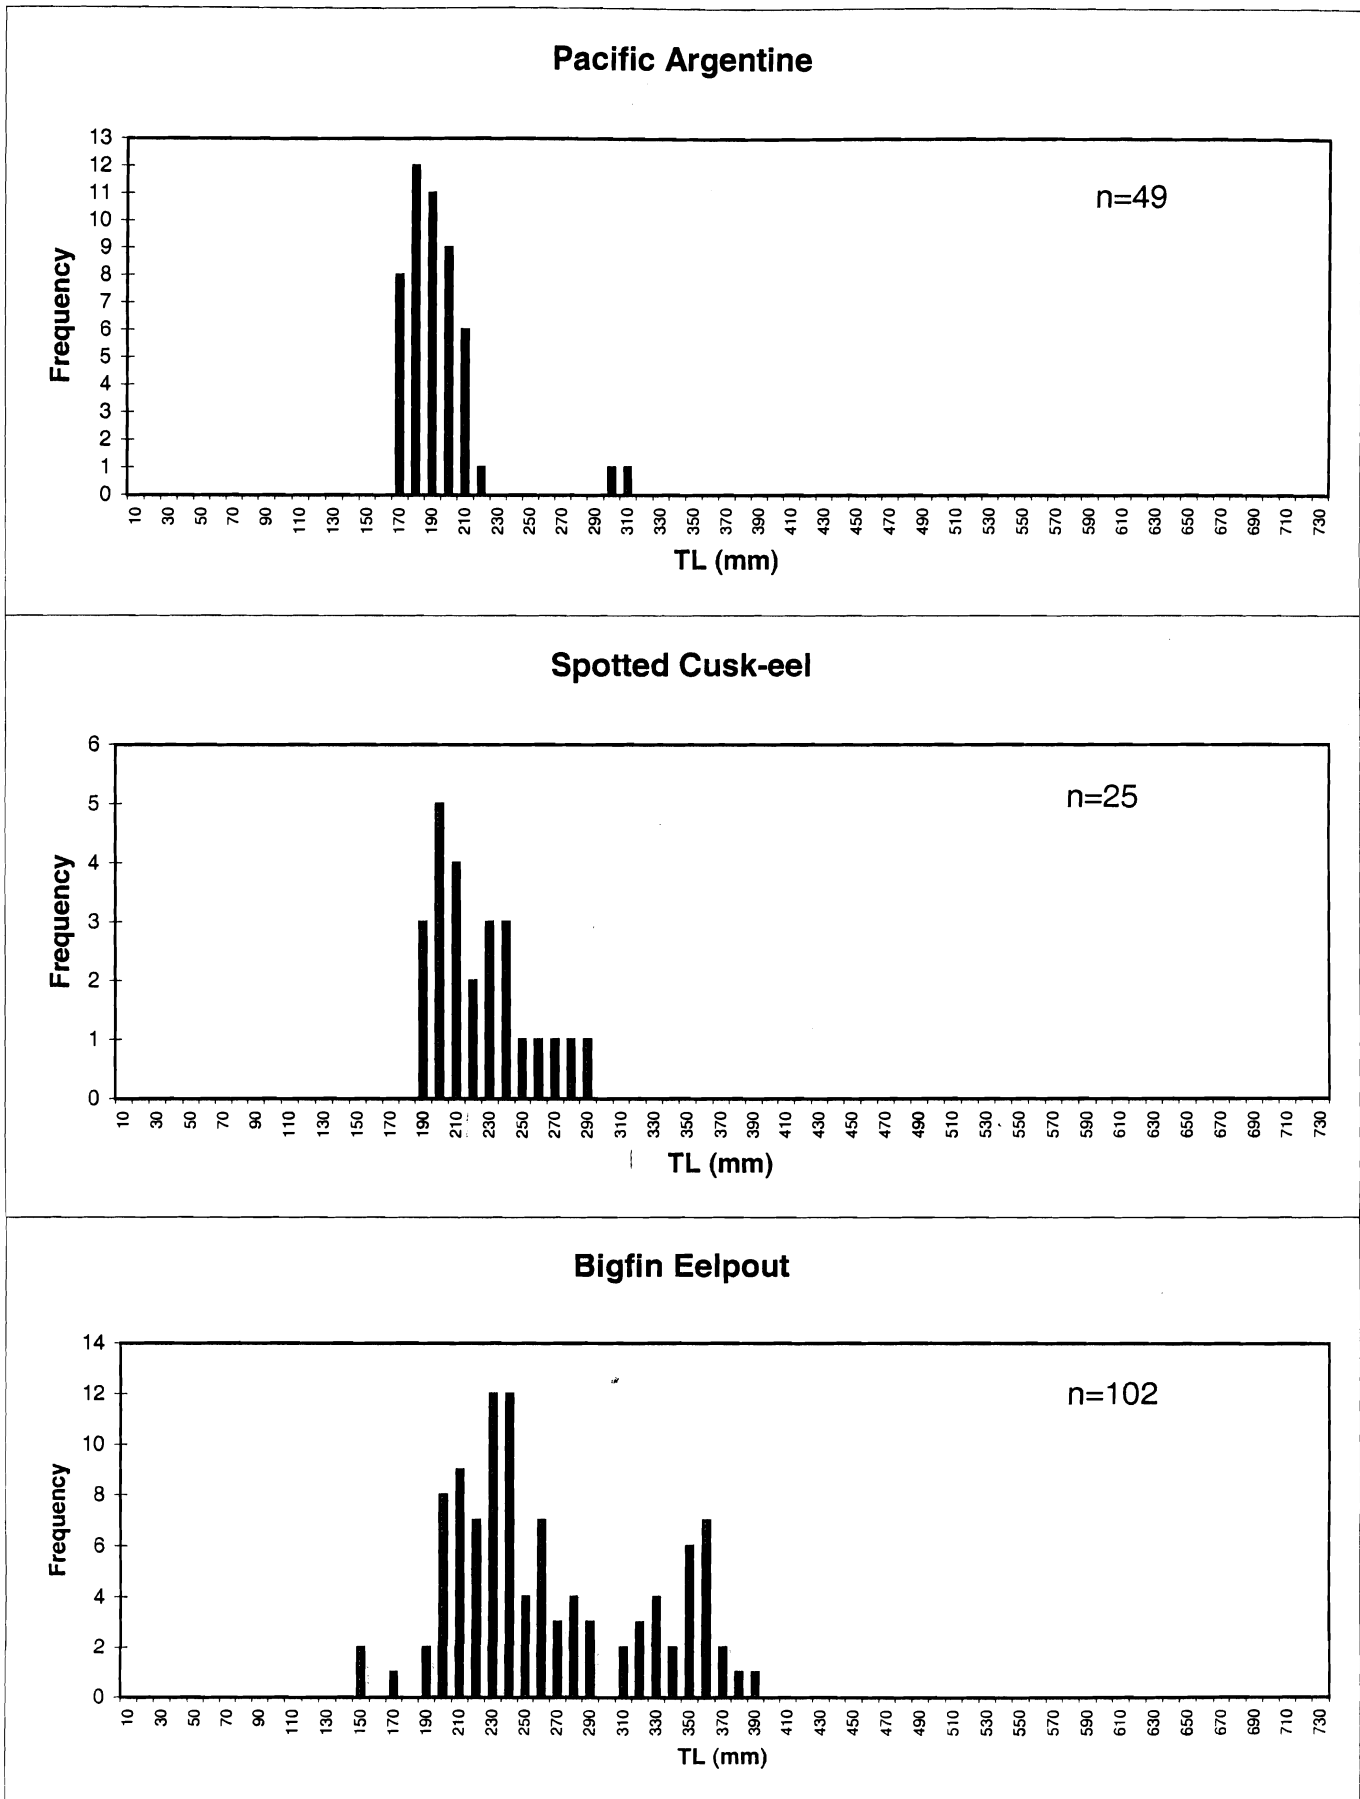 Pacific Argentine
13
12
11
10
9
8
7
6
5
4
3
2
1
0
Frequency
n=49
10 30 50 70 90 110 130 150 170 190 210 230 250 270 290 310 330 350 370 390 410 430 450 470 490 510 530 550 570 590 610 630 650 670 690 710 730
TL (mm)
Spotted Cusk-eel
6
5
4
3
2
1
0
Frequency
n=25
10 30 50 70 90 110 130 150 170 190 210 230 250 270 290 310 330 350 370 390 410 430 450 470 490 510 530 550 570 590 610 630 650 670 690 710 730
TL (mm)
Bigfin Eelpout
14
12
10
8
6
4
2
0
Frequency
n=102
10 30 50 70 90 110 130 150 170 190 210 230 250 270 290 310 330 350 370 390 410 430 450 470 490 510 530 550 570 590 610 630 650 670 690 710 730
TL (mm)